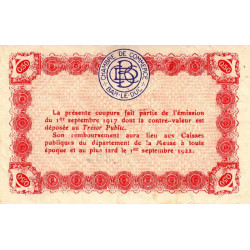 CHAMBRE DE COMMERCE
BAR-LE-DUC
La présente coupure fait partie de l'émission
du 1er septembre 1917 dont la contre-valeur est
déposée au Trésor Public.
Son remboursement aura lieu aux Caisses
publiques du département de la Meuse à toute
époque et au plus tard le 1er septembre 1922.